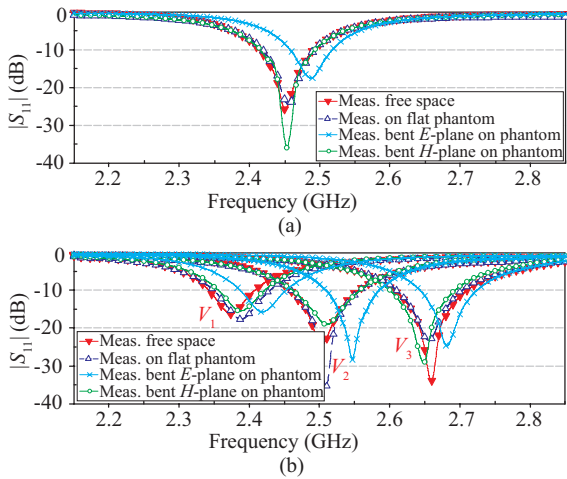 (a)
0
-10
-20
-30
-40
|S11| (dB)
Meas. free space
Meas. on flat phantom
Meas. bent E-plane on phantom
Meas. bent H-plane on phantom
2.2 2.3 2.4 2.5 2.6 2.7 2.8
Frequency (GHz)
(a)
0
-10
-20
-30
-40
|S11| (dB)
V1
V2
V3
Meas. free space
Meas. on flat phantom
Meas. bent E-plane on phantom
Meas. bent H-plane on phantom
2.2 2.3 2.4 2.5 2.6 2.7 2.8
Frequency (GHz)
(b)